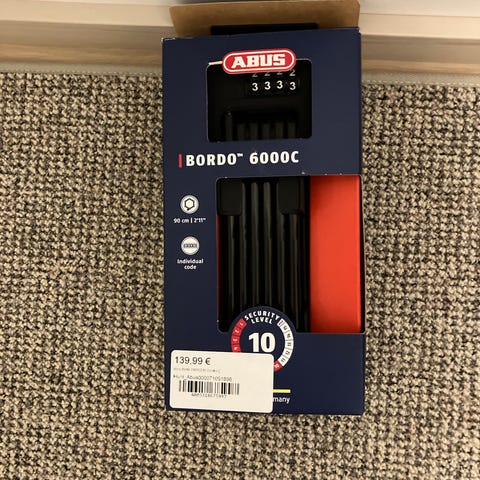 ABUS
2 2 2 2
3 3 3 3
BORDO™ 6000C
90 cm | 2'11"
Individual
code
SECURITY
LEVEL
10
139,99 €
many